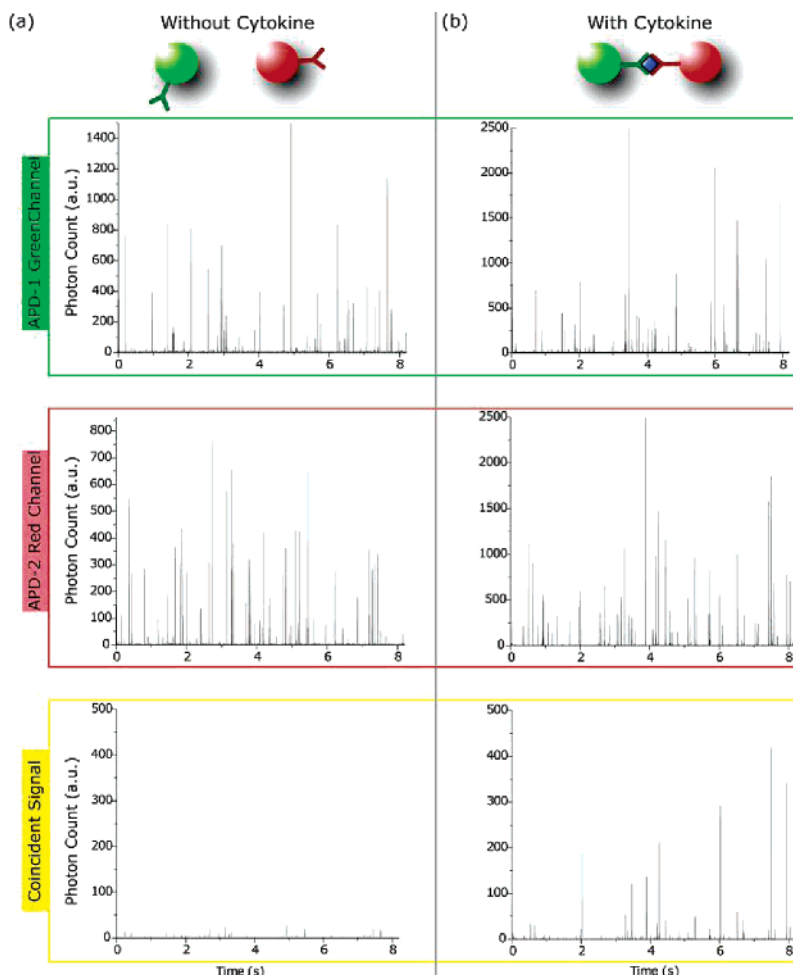 (a) Without Cytokine
(b) With Cytokine
APD-1 GreenChannel
Photon Count (a.u.)
1400
1200
1000
800
600
400
200
0
0 2 4 6 8
2500
2000
1500
1000
500
0
0 2 4 6 8
APD-2 Red Channel
Photon Count (a.u.)
800
700
600
500
400
300
200
100
0
0 2 4 6 8
2500
2000
1500
1000
500
0
0 2 4 6 8
Coincident Signal
Photon Count (a.u.)
500
400
300
200
100
0
0 2 4 6 8
Time (s)
500
400
300
200
100
0
0 2 4 6 8
Time (s)